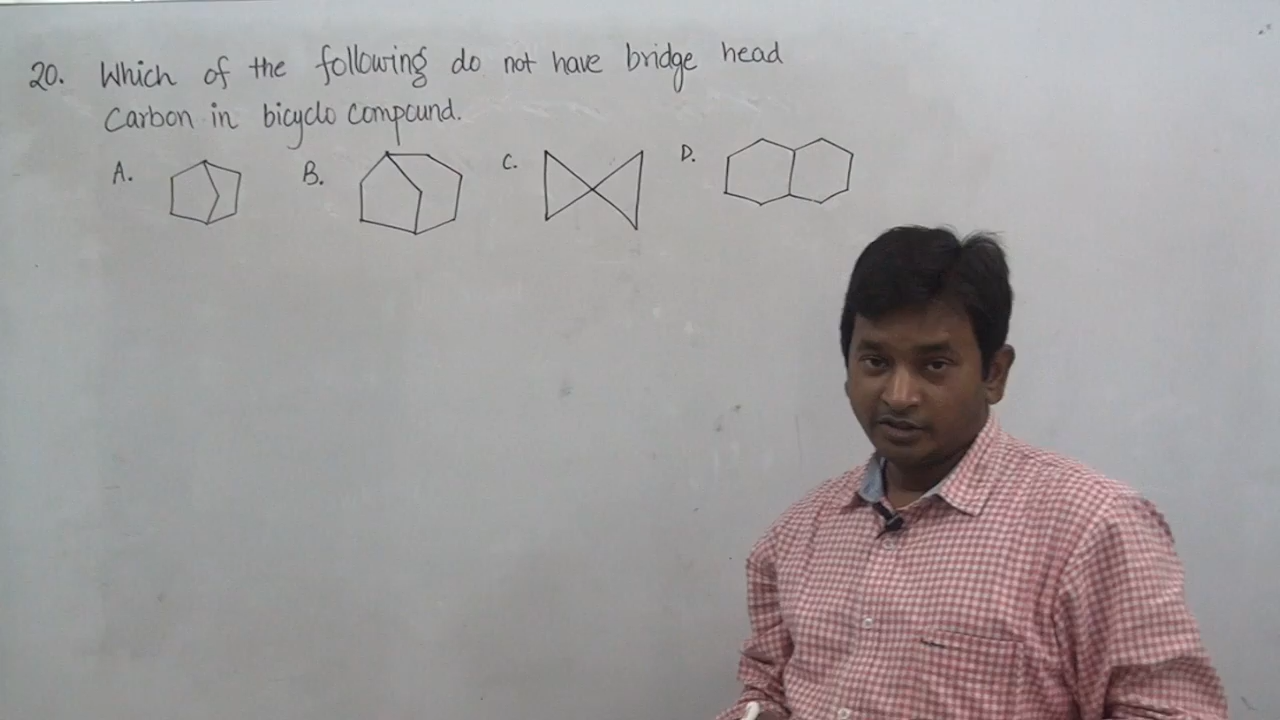 20. Which of the following do not have bridge head
Carbon in bicyclo compound.
A. B. C. D.